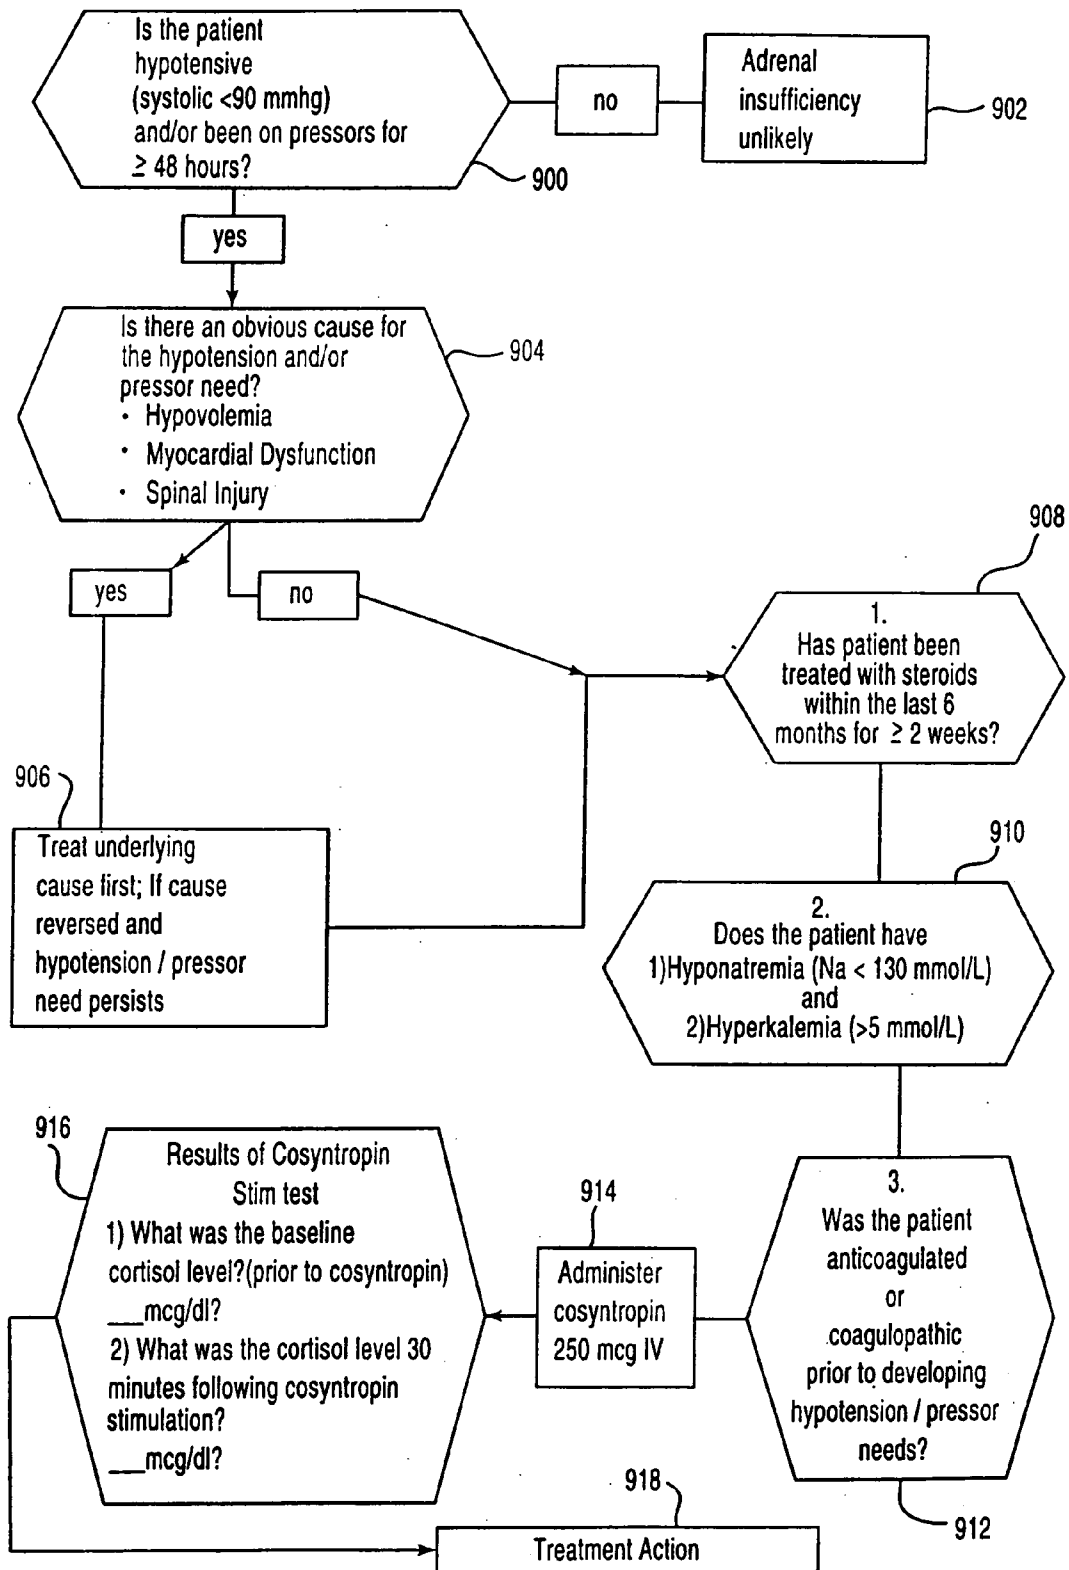 Is the patient
hypotensive
(systolic <90 mmhg)
and/or been on pressors for
≥ 48 hours?
900
no
Adrenal
insufficiency
unlikely
902
yes
Is there an obvious cause for
the hypotension and/or
pressor need?
• Hypovolemia
• Myocardial Dysfunction
• Spinal Injury
904
yes
no
906
Treat underlying
cause first; If cause
reversed and
hypotension / pressor
need persists
908
1.
Has patient been
treated with steroids
within the last 6
months for ≥ 2 weeks?
910
2.
Does the patient have
1)Hyponatremia (Na < 130 mmol/L)
and
2)Hyperkalemia (>5 mmol/L)
3.
Was the patient
anticoagulated
or
coagulopathic
prior to developing
hypotension / pressor
needs?
912
914
Administer
cosyntropin
250 mcg IV
916
Results of Cosyntropin
Stim test
1) What was the baseline
cortisol level?(prior to cosyntropin)
___mcg/dl?
2) What was the cortisol level 30
minutes following cosyntropin
stimulation?
___mcg/dl?
918
Treatment Action